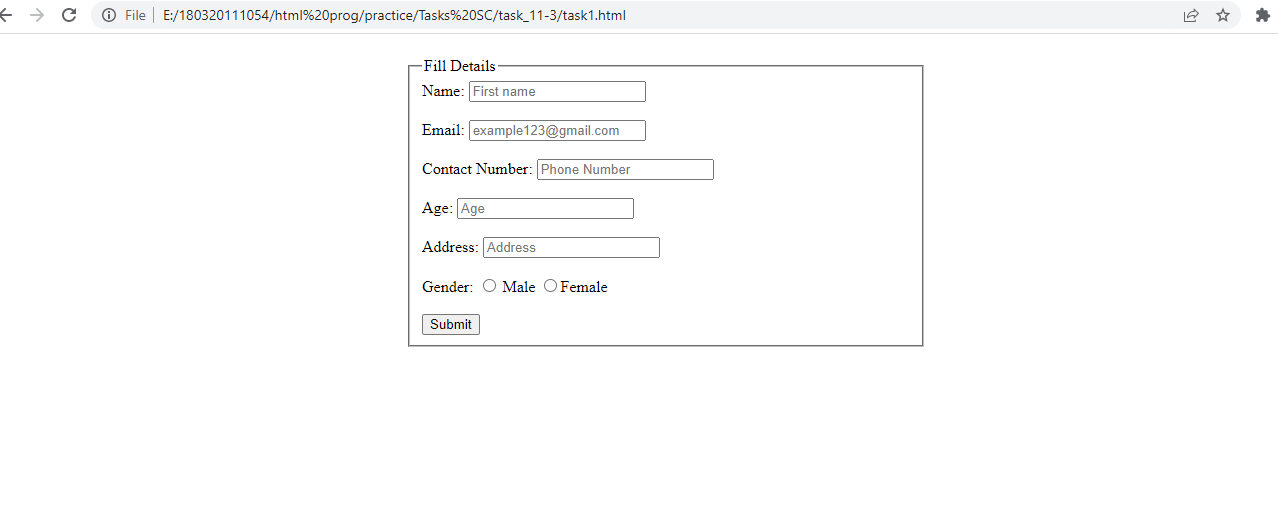 File E:/180320111054/html%20prog/practice/Tasks%20SC/task_11-3/task1.html
Fill Details
Name: First name
Email: example123@gmail.com
Contact Number: Phone Number
Age: Age
Address: Address
Gender: Male Female
Submit